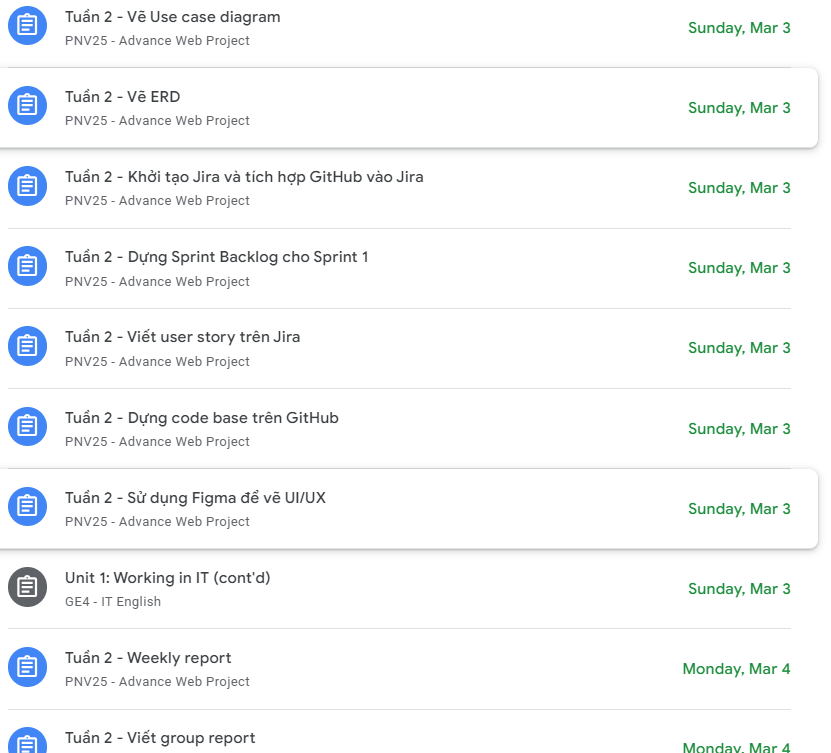 Tuần 2 - Vẽ Use case diagram
PNV25 - Advance Web Project
Sunday, Mar 3
Tuần 2 - Vẽ ERD
PNV25 - Advance Web Project
Sunday, Mar 3
Tuần 2 - Khởi tạo Jira và tích hợp GitHub vào Jira
PNV25 - Advance Web Project
Sunday, Mar 3
Tuần 2 - Dựng Sprint Backlog cho Sprint 1
PNV25 - Advance Web Project
Sunday, Mar 3
Tuần 2 - Viết user story trên Jira
PNV25 - Advance Web Project
Sunday, Mar 3
Tuần 2 - Dựng code base trên GitHub
PNV25 - Advance Web Project
Sunday, Mar 3
Tuần 2 - Sử dụng Figma để vẽ UI/UX
PNV25 - Advance Web Project
Sunday, Mar 3
Unit 1: Working in IT (cont'd)
GE4 - IT English
Sunday, Mar 3
Tuần 2 - Weekly report
PNV25 - Advance Web Project
Monday, Mar 4
Tuần 2 - Viết group report
Monday, Mar 4